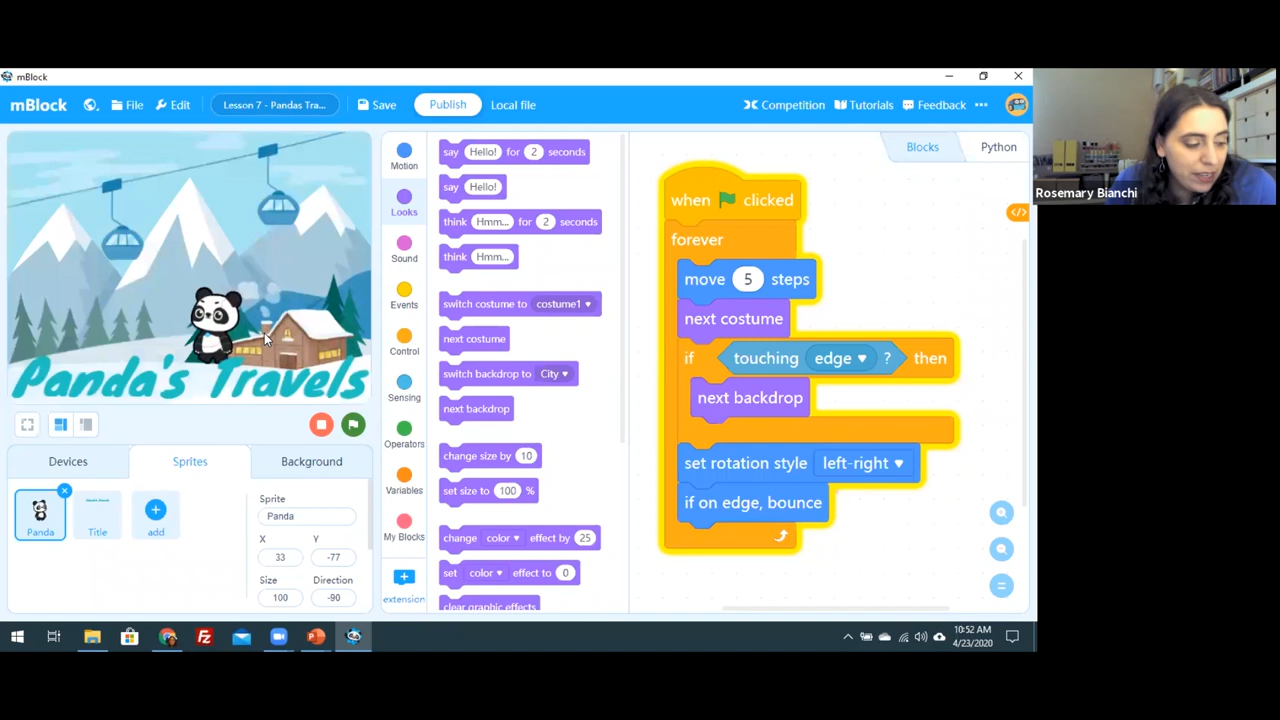 mBlock
mBlock
File
Edit
Lesson 7 - Pandas Tra...
Save
Publish
Local file
Competition
Tutorials
Feedback
Rosemary Bianchi
Panda's Travels
Devices
Sprites
Background
Panda
Title
add
Sprite
Panda
X
Y
33
-77
Size
Direction
100
-90
Motion
Looks
Sound
Events
Control
Sensing
Operators
Variables
My Blocks
extension
say Hello! for 2 seconds
say Hello!
think Hmm... for 2 seconds
think Hmm...
switch costume to costume1
next costume
switch backdrop to City
next backdrop
change size by 10
set size to 100 %
change color effect by 25
set color effect to 0
clear graphic effects
Blocks
Python
when clicked
forever
move 5 steps
next costume
if touching edge ? then
next backdrop
set rotation style left-right
if on edge, bounce
10:52 AM
4/23/2020